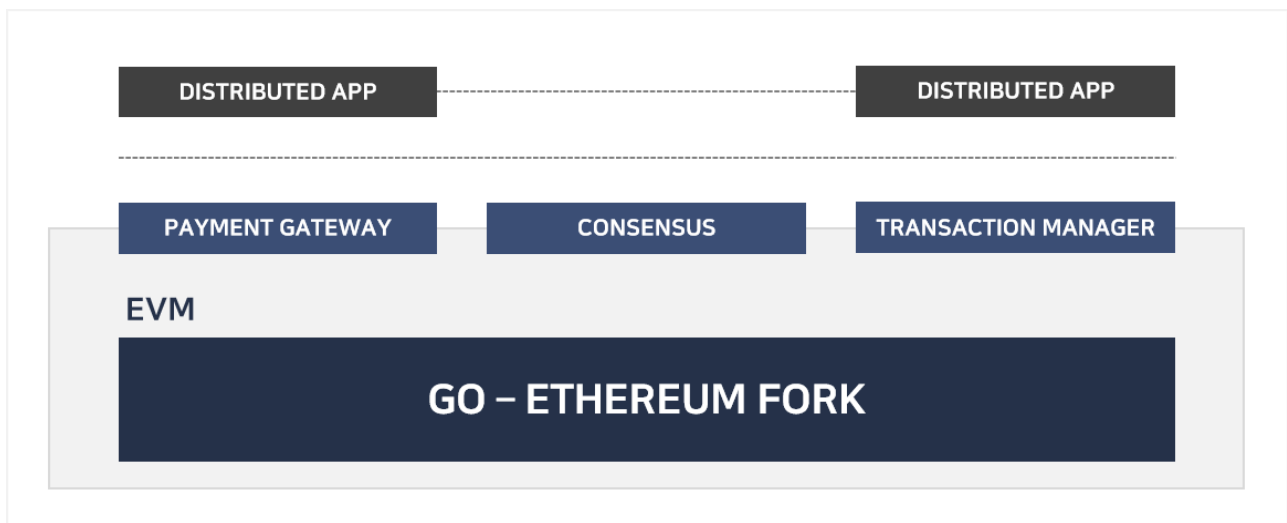 DISTRIBUTED APP
DISTRIBUTED APP
PAYMENT GATEWAY
CONSENSUS
TRANSACTION MANAGER
EVM
GO – ETHEREUM FORK